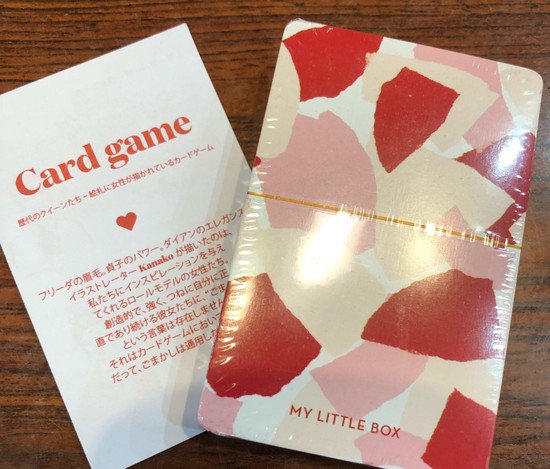 Card game
歴代のクイーンたち – 絵札に女性が描かれているカードゲーム
フリーダの眉毛。貞子のパワー。ダイアンのエレガンス
イラストレーター Kanako が描いたのは、
私たちにインスピレーションを与え
てくれるロールモデルの女性たち。
創造的で、強く、つねに自分に正
直であり続ける彼女たちに、ごま
という言葉は存在しません
それはカードゲームにおい
だって、ごまかしは通用し
MY LITTLE BOX